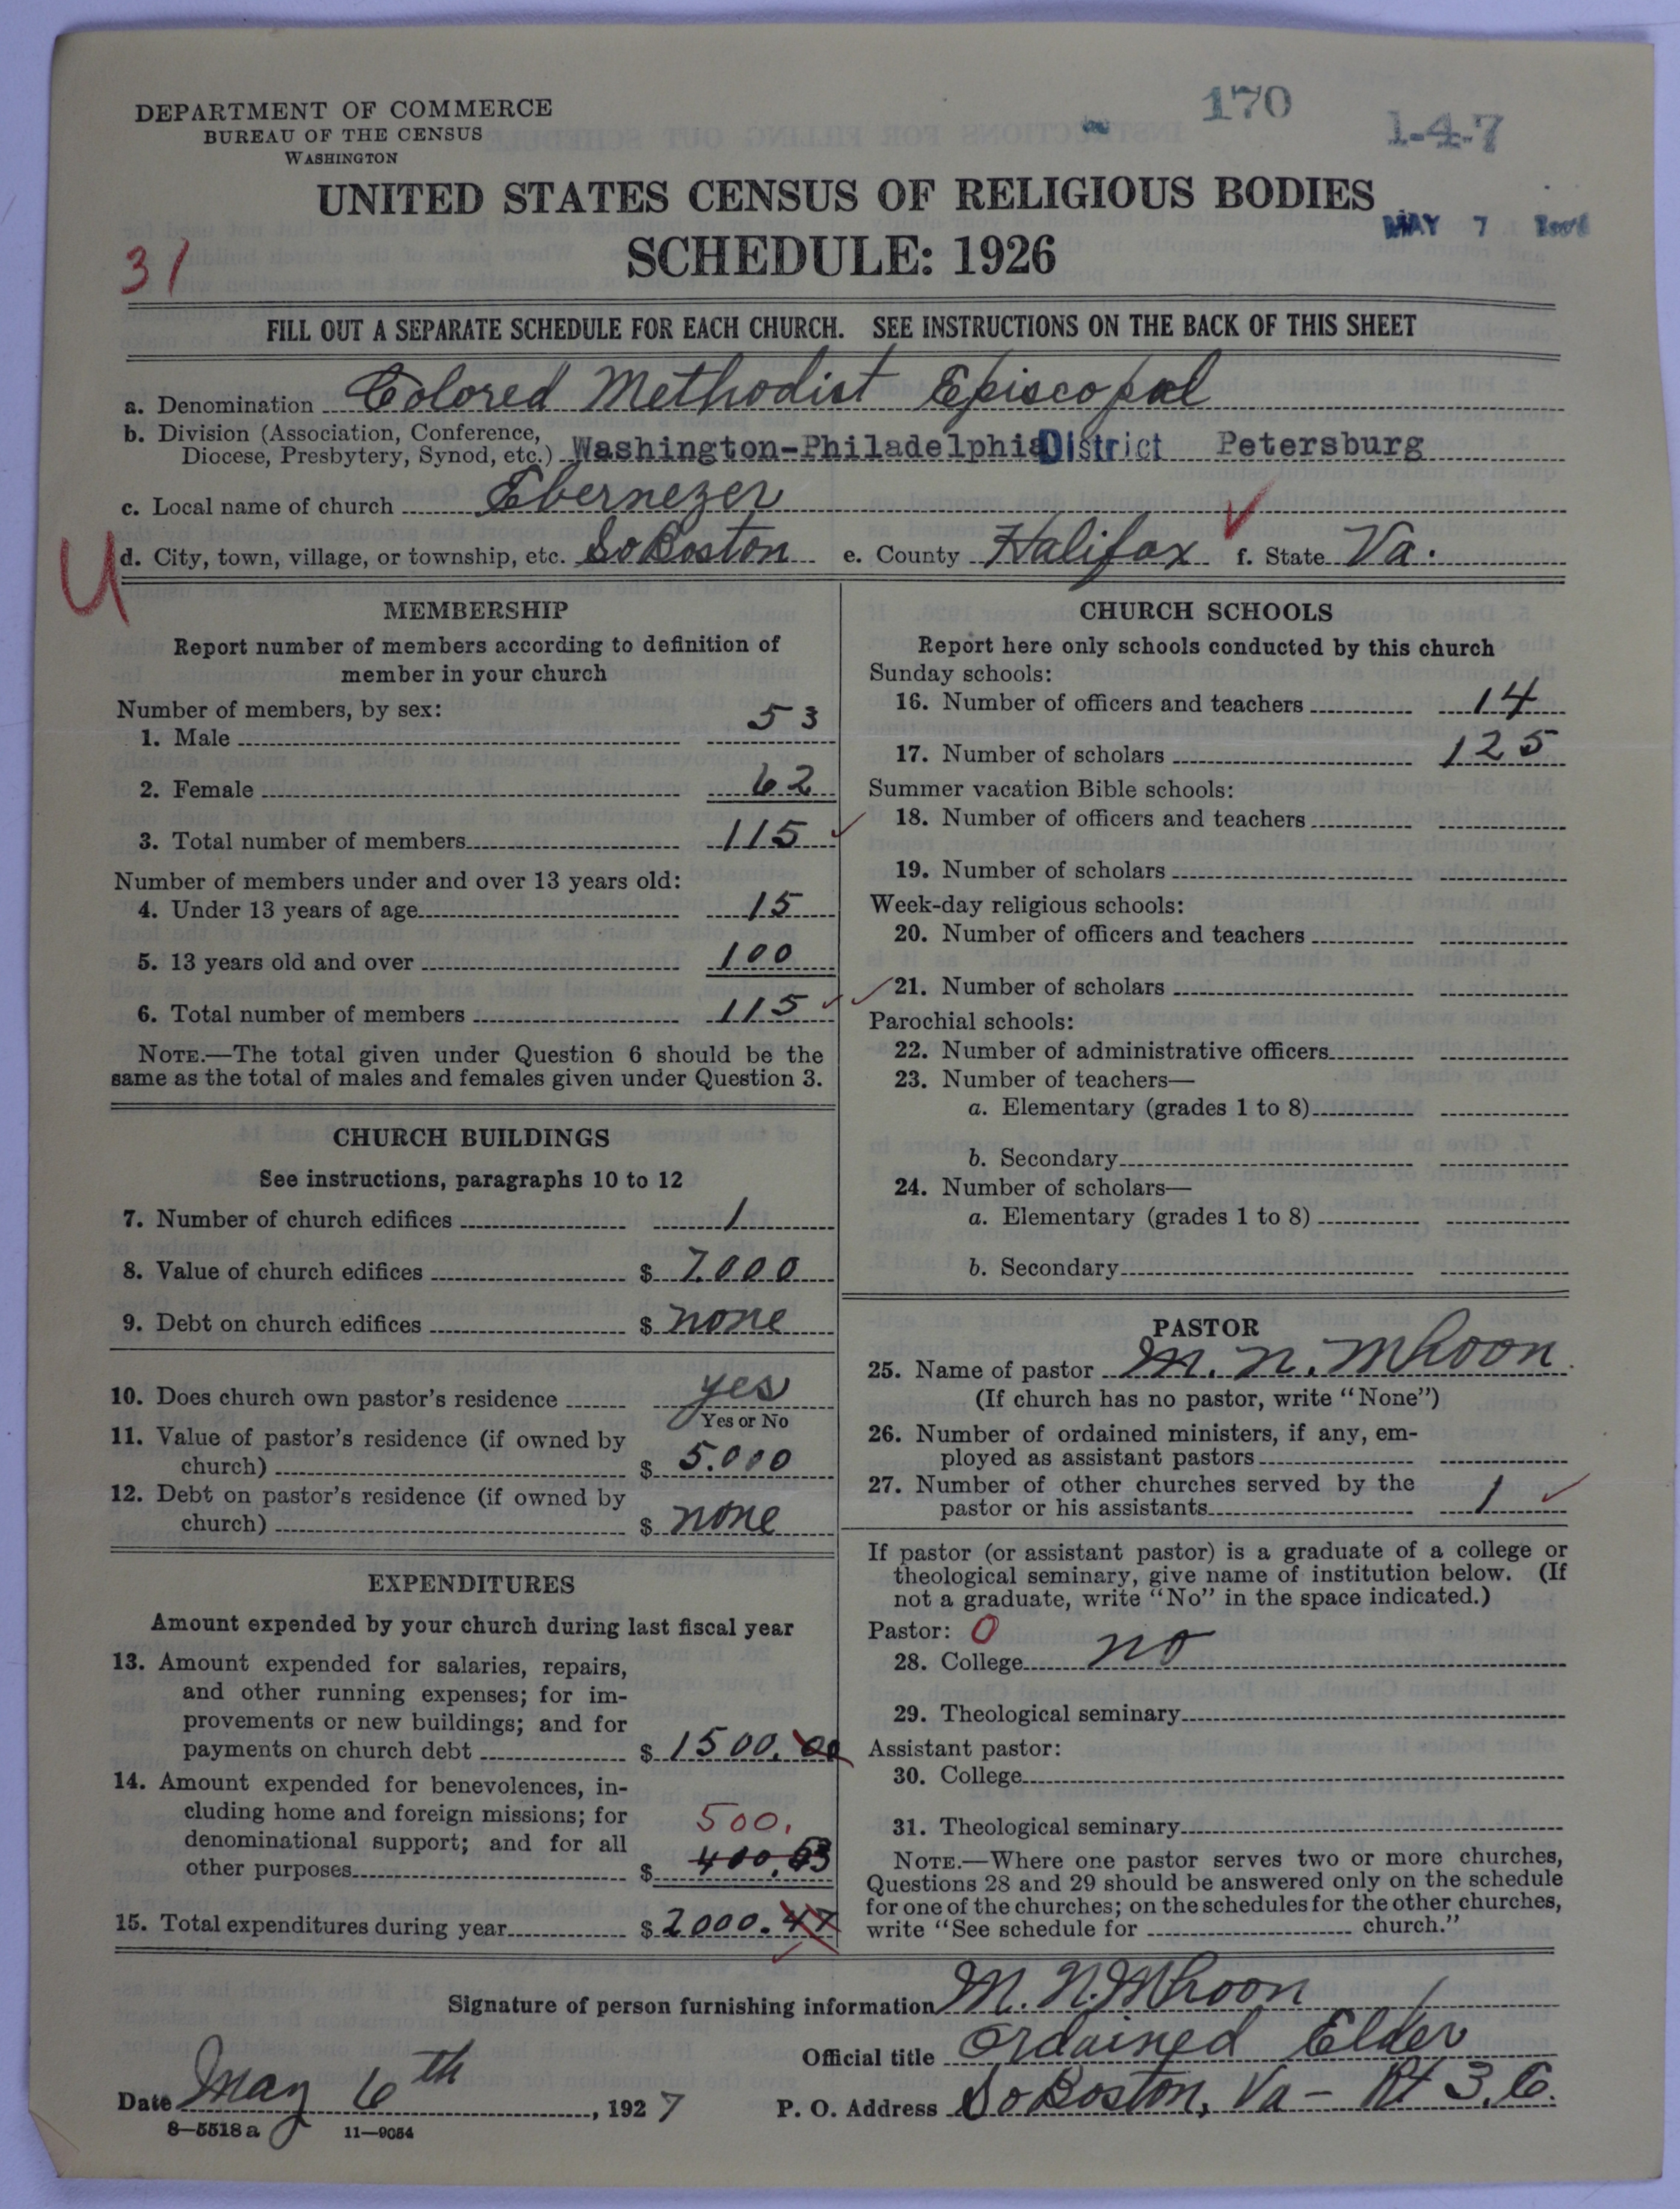 DEPARTMENT OF COMMERCE
BUREAU OF THE CENSUS
WASHINGTON
170
1-4-7
UNITED STATES CENSUS OF RELIGIOUS BODIES
MAY 7
SCHEDULE: 1926
31
FILL OUT A SEPARATE SCHEDULE FOR EACH CHURCH. SEE INSTRUCTIONS ON THE BACK OF THIS SHEET
a. Denomination Colored Methodist Episcopal
b. Division (Association, Conference, Diocese, Presbytery, Synod, etc.) Washington-Philadelphia District Petersburg
c. Local name of church Ebernezer
U
d. City, town, village, or township, etc. So Boston e. County Halifax f. State Va.
MEMBERSHIP
Report number of members according to definition of
member in your church
Number of members, by sex:
1. Male 53
2. Female 62
3. Total number of members 115
Number of members under and over 13 years old:
4. Under 13 years of age 15
5. 13 years old and over 100
6. Total number of members 115
NOTE.—The total given under Question 6 should be the
same as the total of males and females given under Question 3.
CHURCH BUILDINGS
See instructions, paragraphs 10 to 12
7. Number of church edifices 1
8. Value of church edifices $ 7.000
9. Debt on church edifices $ none
10. Does church own pastor's residence yes
Yes or No
11. Value of pastor's residence (if owned by
church) $ 5.000
12. Debt on pastor's residence (if owned by
church) $ none
EXPENDITURES
Amount expended by your church during last fiscal year
13. Amount expended for salaries, repairs,
and other running expenses; for im-
provements or new buildings; and for
payments on church debt $ 1500.00
14. Amount expended for benevolences, in-
cluding home and foreign missions; for
500.
denominational support; and for all
other purposes $ 400.63
15. Total expenditures during year $ 2000.47
CHURCH SCHOOLS
Report here only schools conducted by this church
Sunday schools:
16. Number of officers and teachers 14
17. Number of scholars 125
Summer vacation Bible schools:
18. Number of officers and teachers
19. Number of scholars
Week-day religious schools:
20. Number of officers and teachers
21. Number of scholars
Parochial schools:
22. Number of administrative officers
23. Number of teachers—
a. Elementary (grades 1 to 8)
b. Secondary
24. Number of scholars—
a. Elementary (grades 1 to 8)
b. Secondary
PASTOR
25. Name of pastor M. N. Mhoon
(If church has no pastor, write "None")
26. Number of ordained ministers, if any, em-
ployed as assistant pastors
27. Number of other churches served by the
pastor or his assistants 1
If pastor (or assistant pastor) is a graduate of a college or
theological seminary, give name of institution below. (If
not a graduate, write "No" in the space indicated.)
Pastor: 0
28. College no
29. Theological seminary
Assistant pastor:
30. College
31. Theological seminary
NOTE.—Where one pastor serves two or more churches,
Questions 28 and 29 should be answered only on the schedule
for one of the churches; on the schedules for the other churches,
write "See schedule for church."
Signature of person furnishing information M. N. Mhoon
Official title Ordained Elder
Date May 6th, 1927 P. O. Address So Boston, Va - Rt 3.
8—5518a 11—9054